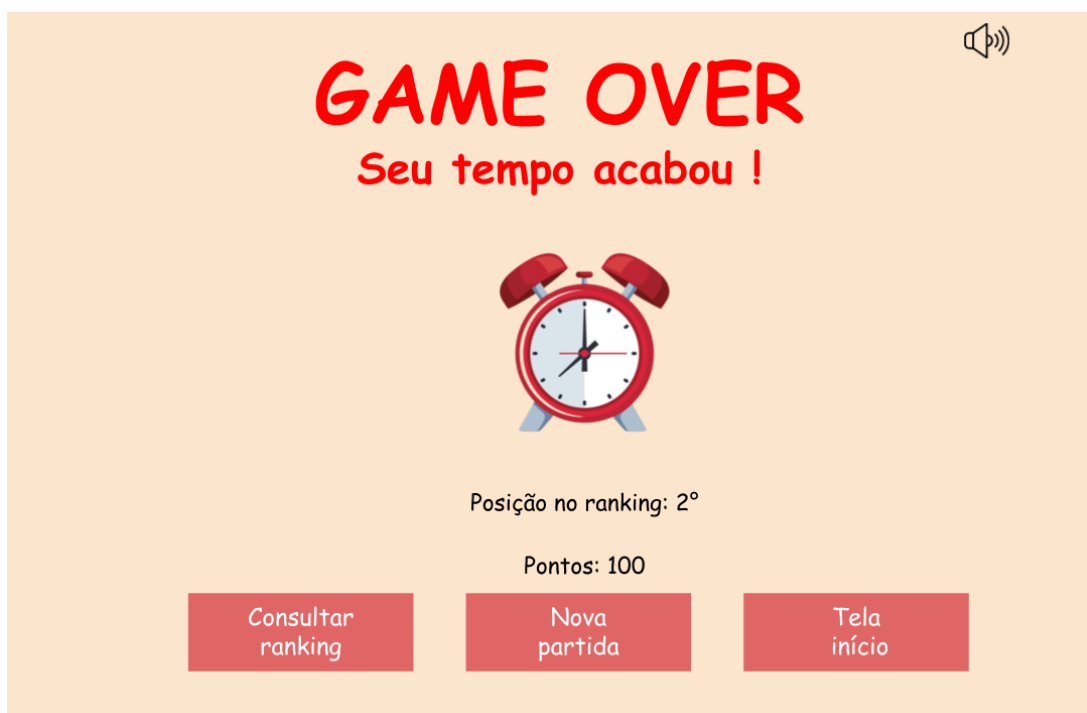 GAME OVER
Seu tempo acabou !
Posição no ranking: 2°
Pontos: 100
Consultar
ranking
Nova
partida
Tela
início